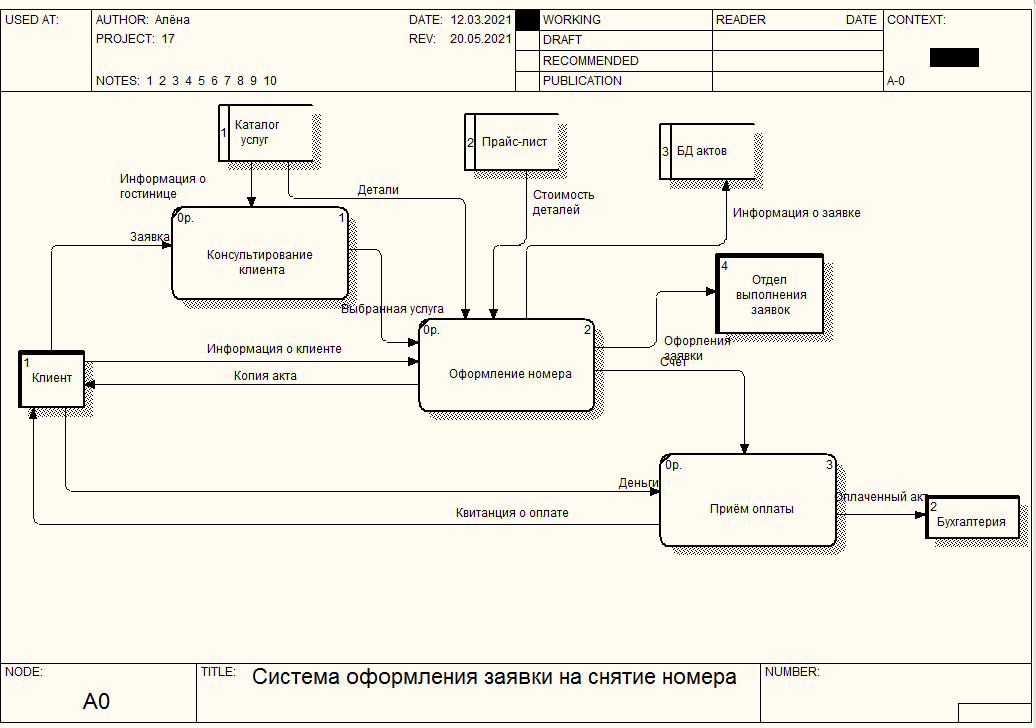 USED AT:
AUTHOR: Алёна
DATE: 12.03.2021
WORKING
READER
DATE
CONTEXT:
PROJECT: 17
REV: 20.05.2021
DRAFT
RECOMMENDED
NOTES: 1 2 3 4 5 6 7 8 9 10
PUBLICATION
A-0
1
Каталог
услуг
2
Прайс-лист
3
БД актов
Информация о
гостинице
Детали
Стоимость
деталей
Информация о заявке
0р.
1
Консультирование
клиента
Заявка
4
Отдел
выполнения
заявок
Выбранная услуга
0р.
2
Оформление номера
Офорления
заявки
Счёт
Информация о клиенте
Копия акта
1
Клиент
0р.
3
Приём оплаты
Деньги
Квитанция о оплате
Оплаченный акт
2
Бухгалтерия
NODE:
TITLE:
Система оформления заявки на снятие номера
NUMBER:
A0